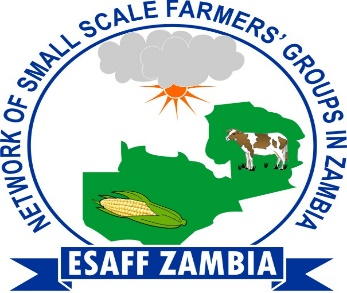 NETWORK OF SMALL SCALE FARMERS' GROUPS IN ZAMBIA
ESAFF ZAMBIA